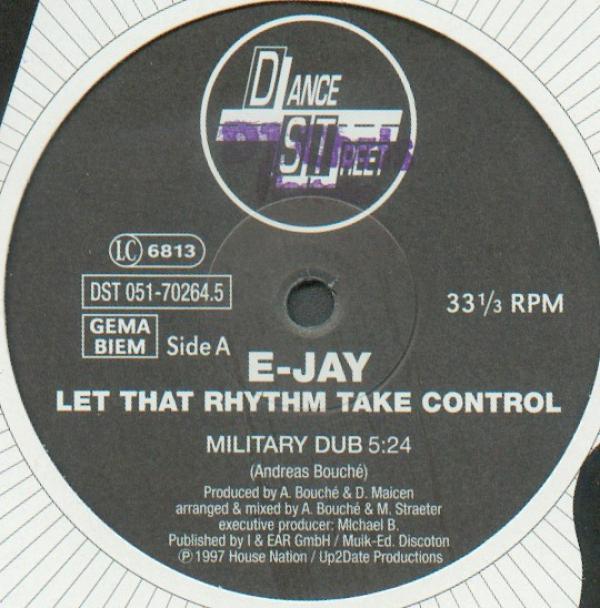 DANCE
STREET
LC 6813
DST 051-70264.5
33 1/3 RPM
GEMA
BIEM
Side A
E-JAY
LET THAT RHYTHM TAKE CONTROL
MILITARY DUB 5:24
(Andreas Bouché)
Produced by A. Bouché & D. Maicen
arranged & mixed by A. Bouché & M. Straeter
executive producer: Michael B.
Published by I & EAR GmbH / Muik-Ed. Discoton
℗ 1997 House Nation / Up2Date Productions